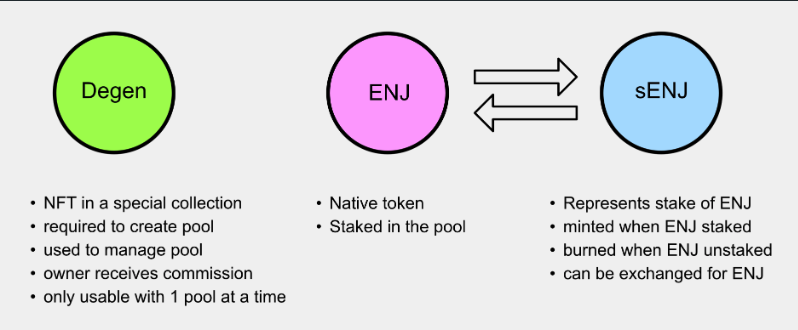 Degen
ENJ
sENJ
• NFT in a special collection
• required to create pool
• used to manage pool
• owner receives commission
• only usable with 1 pool at a time
• Native token
• Staked in the pool
• Represents stake of ENJ
• minted when ENJ staked
• burned when ENJ unstaked
• can be exchanged for ENJ